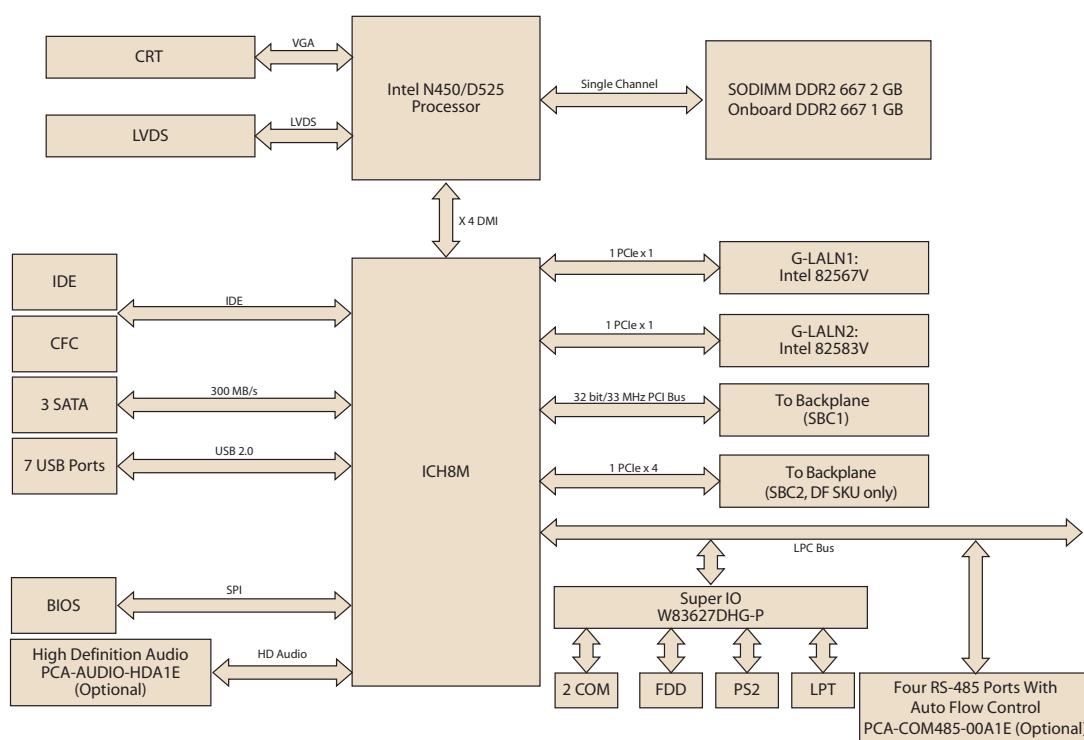 CRT
VGA
Intel N450/D525
Processor
Single Channel
SODIMM DDR2 667 2 GB
Onboard DDR2 667 1 GB
LVDS
LVDS
X 4 DMI
IDE
CFC
IDE
3 SATA
300 MB/s
7 USB Ports
USB 2.0
ICH8M
1 PCIe x 1
G-LALN1:
Intel 82567V
1 PCIe x 1
G-LALN2:
Intel 82583V
32 bit/33 MHz PCI Bus
To Backplane
(SBC1)
1 PCIe x 4
To Backplane
(SBC2, DF SKU only)
LPC Bus
BIOS
SPI
Super IO
W83627DHG-P
High Definition Audio
PCA-AUDIO-HDA1E
(Optional)
HD Audio
2 COM
FDD
PS2
LPT
Four RS-485 Ports With
Auto Flow Control
PCA-COM485-00A1E (Optional)